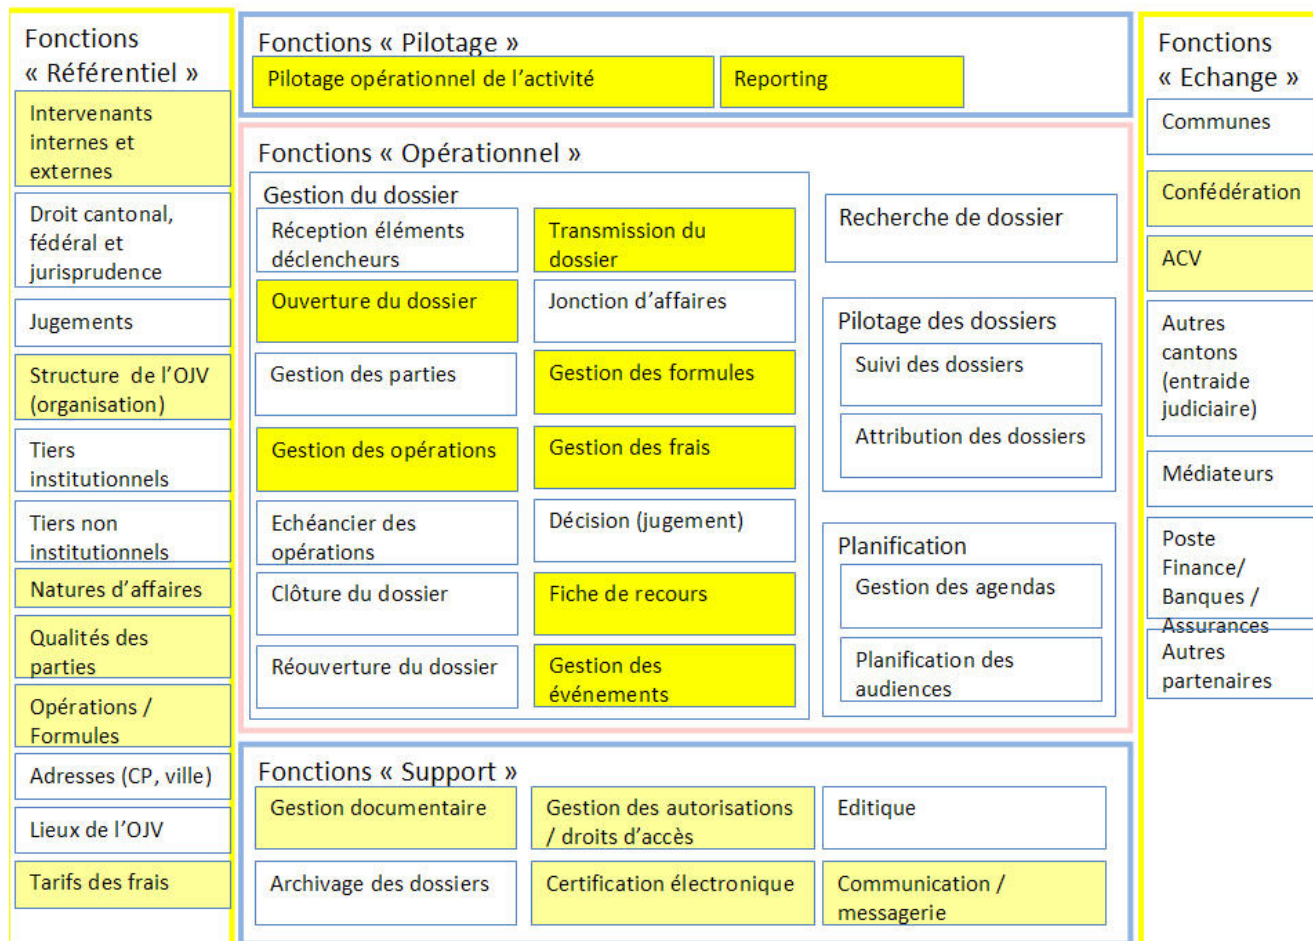 Fonctions
« Référentiel »
Intervenants
internes et
externes
Droit cantonal,
fédéral et
jurisprudence
Jugements
Structure de l’OJV
(organisation)
Tiers
institutionnels
Tiers non
institutionnels
Natures d’affaires
Qualités des
parties
Opérations /
Formules
Adresses (CP, ville)
Lieux de l’OJV
Tarifs des frais
Fonctions « Pilotage »
Pilotage opérationnel de l’activité
Reporting
Fonctions « Opérationnel »
Gestion du dossier
Réception éléments
déclencheurs
Ouverture du dossier
Gestion des parties
Gestion des opérations
Echéancier des
opérations
Clôture du dossier
Réouverture du dossier
Transmission du
dossier
Jonction d’affaires
Gestion des formules
Gestion des frais
Décision (jugement)
Fiche de recours
Gestion des
événements
Recherche de dossier
Pilotage des dossiers
Suivi des dossiers
Attribution des dossiers
Planification
Gestion des agendas
Planification des
audiences
Fonctions « Support »
Gestion documentaire
Gestion des autorisations
/ droits d’accès
Editique
Archivage des dossiers
Certification électronique
Communication /
messagerie
Fonctions
« Echange »
Communes
Confédération
ACV
Autres
cantons
(entraide
judiciaire)
Médiateurs
Poste
Finance/
Banques /
Assurances
Autres
partenaires